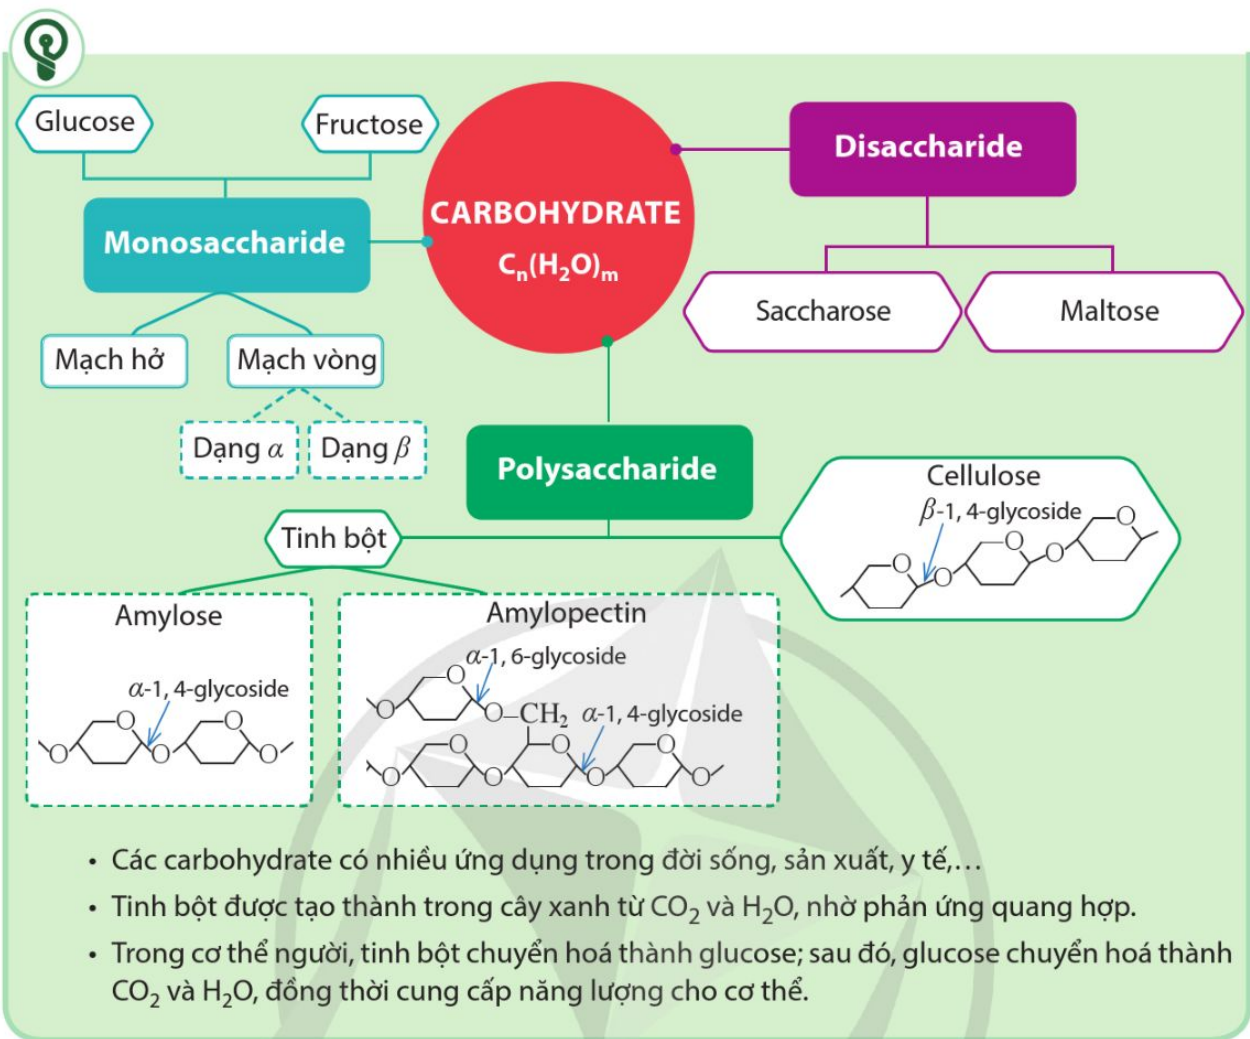 Glucose
Fructose
Monosaccharide
CARBOHYDRATE
Cₙ(H₂O)ₘ
Disaccharide
Saccharose
Maltose
Mạch hở
Mạch vòng
Dạng α
Dạng β
Polysaccharide
Tinh bột
Cellulose
β-1, 4-glycoside
O
O
O
O
O
Amylose
α-1, 4-glycoside
O
O
O
O
O
Amylopectin
α-1, 6-glycoside
O
O
O–CH₂
α-1, 4-glycoside
O
O
O
O
O
O
O
• Các carbohydrate có nhiều ứng dụng trong đời sống, sản xuất, y tế,...
• Tinh bột được tạo thành trong cây xanh từ CO₂ và H₂O, nhờ phản ứng quang hợp.
• Trong cơ thể người, tinh bột chuyển hoá thành glucose; sau đó, glucose chuyển hoá thành
CO₂ và H₂O, đồng thời cung cấp năng lượng cho cơ thể.